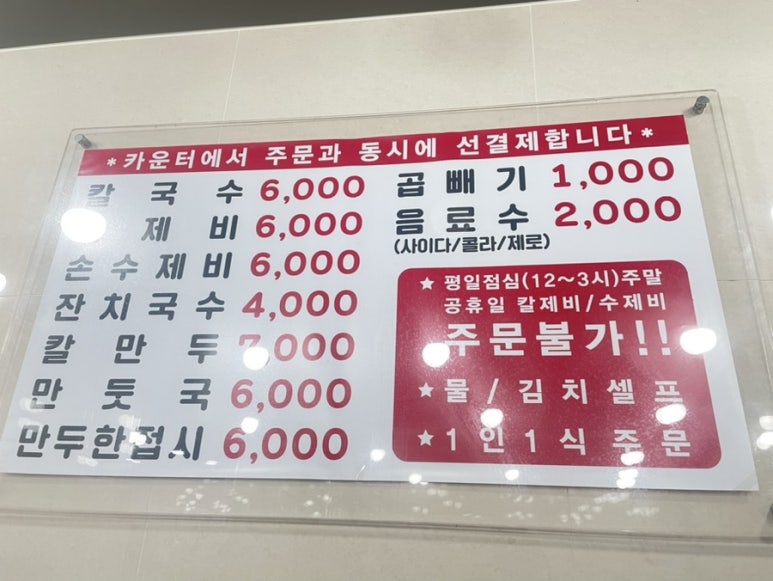 *카운터에서 주문과 동시에 선결제합니다*
칼국수 6,000
제비 6,000
손수제비 6,000
잔치국수 4,000
칼만두 7,000
만둣국 6,000
만두한접시 6,000
곱빼기 1,000
음료수 2,000
(사이다/콜라/제로)
★ 평일점심(12~3시)주말
공휴일 칼제비/수제비
주문불가!!
★ 물/김치셀프
★ 1인1식주문